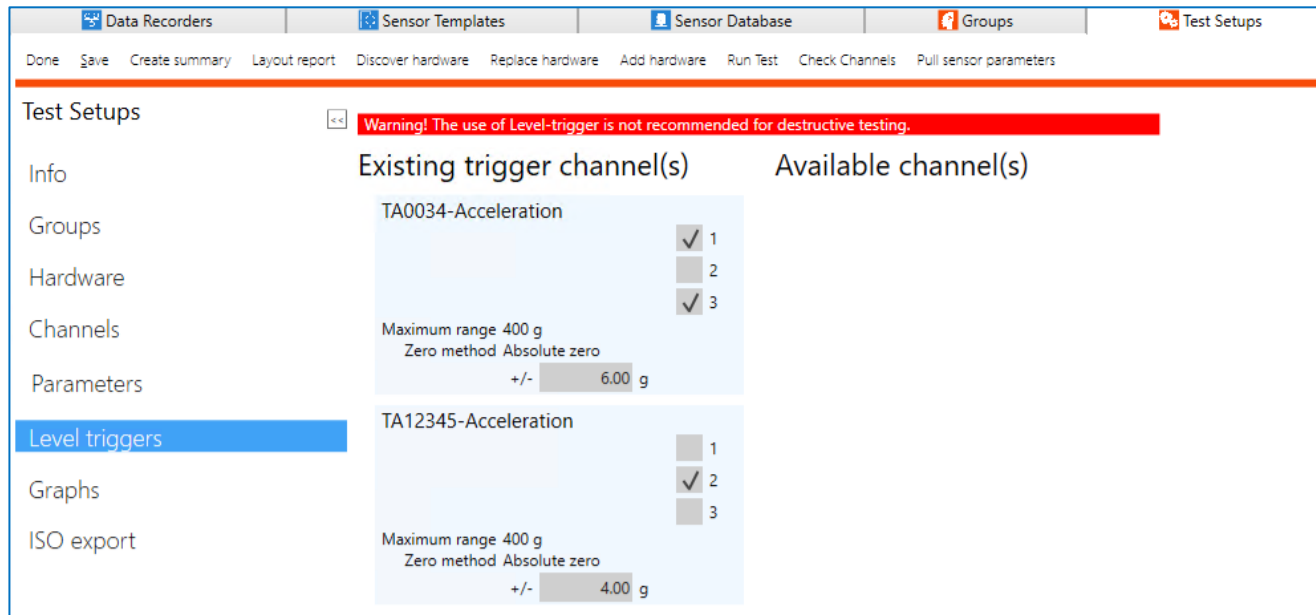 Data Recorders Sensor Templates Sensor Database Groups Test Setups
Done Save Create summary Layout report Discover hardware Replace hardware Add hardware Run Test Check Channels Pull sensor parameters
Test Setups
<<
Warning! The use of Level-trigger is not recommended for destructive testing.
Info
Groups
Hardware
Channels
Parameters
Level triggers
Graphs
ISO export
Existing trigger channel(s)
TA0034-Acceleration
1
2
3
Maximum range 400 g
Zero method Absolute zero
+/- 6.00 g
TA12345-Acceleration
1
2
3
Maximum range 400 g
Zero method Absolute zero
+/- 4.00 g
Available channel(s)